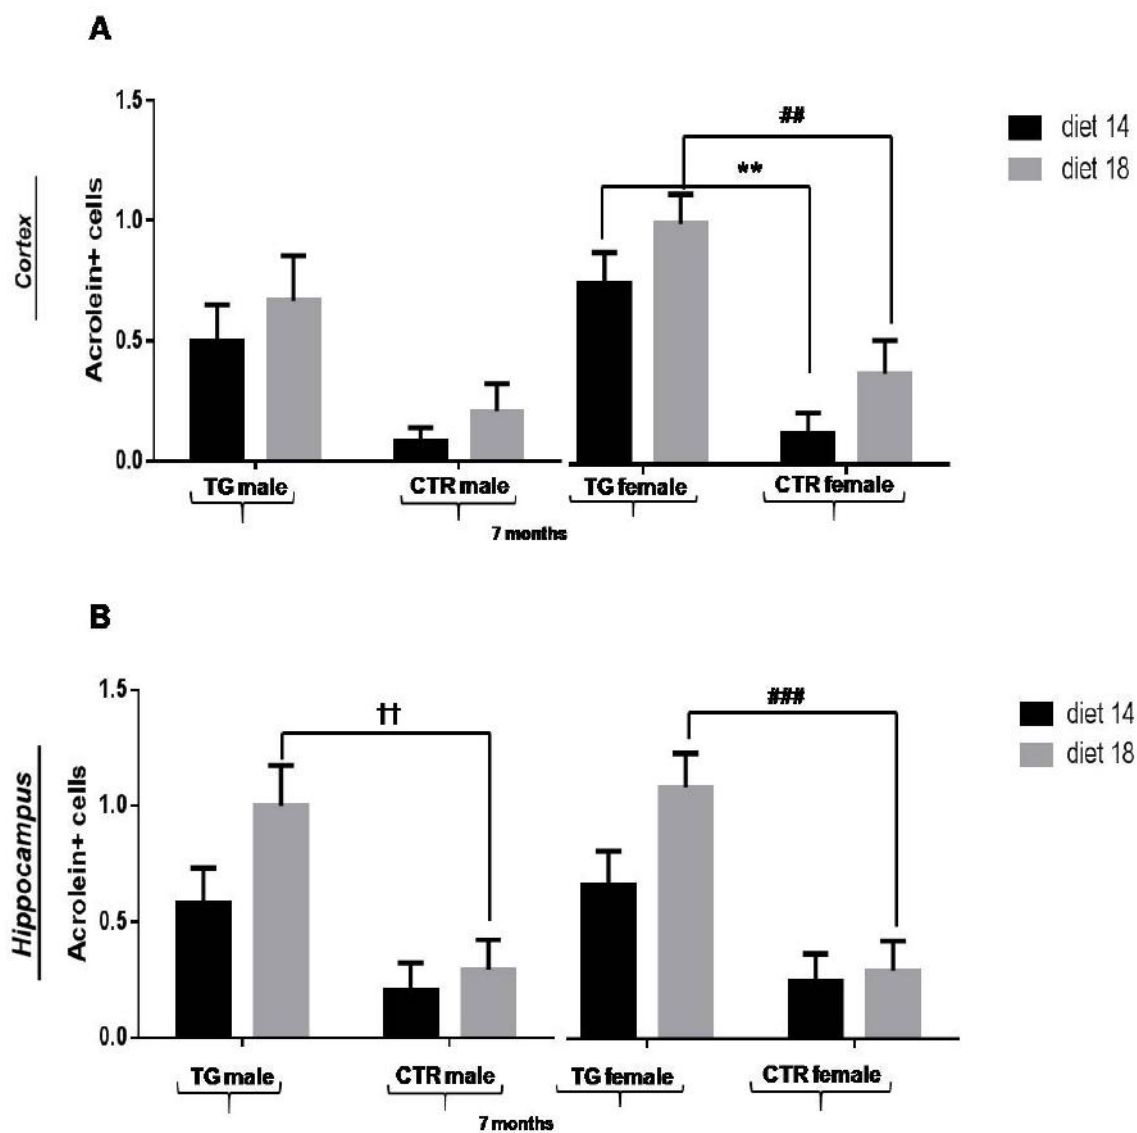 A
1.5
##
diet 14
**
diet 18
1.0
Cortex
Acrolein+ cells
0.5
0.0
TG male
CTR male
TG female
CTR female
7 months
B
1.5
††
###
diet 14
diet 18
1.0
Hippocampus
Acrolein+ cells
0.5
0.0
TG male
CTR male
TG female
CTR female
7 months